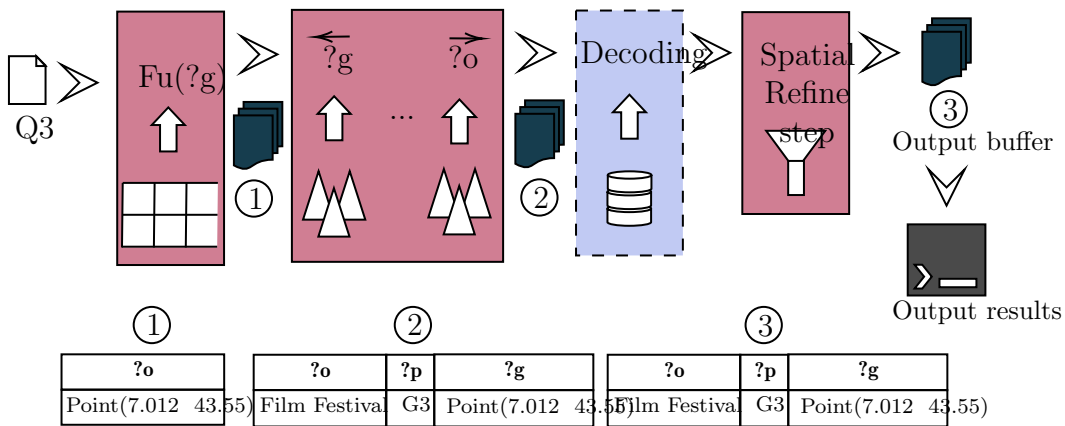 Q3
Fu(?g)
①
?g
...
?o
②
Decoding
Spatial
Refine
step
③
Output buffer
Output results
①
?o
Point(7.012 43.55)
②
?o ?p ?g
Film Festival G3 Point(7.012 43.55)
③
?o ?p ?g
Film Festival G3 Point(7.012 43.55)